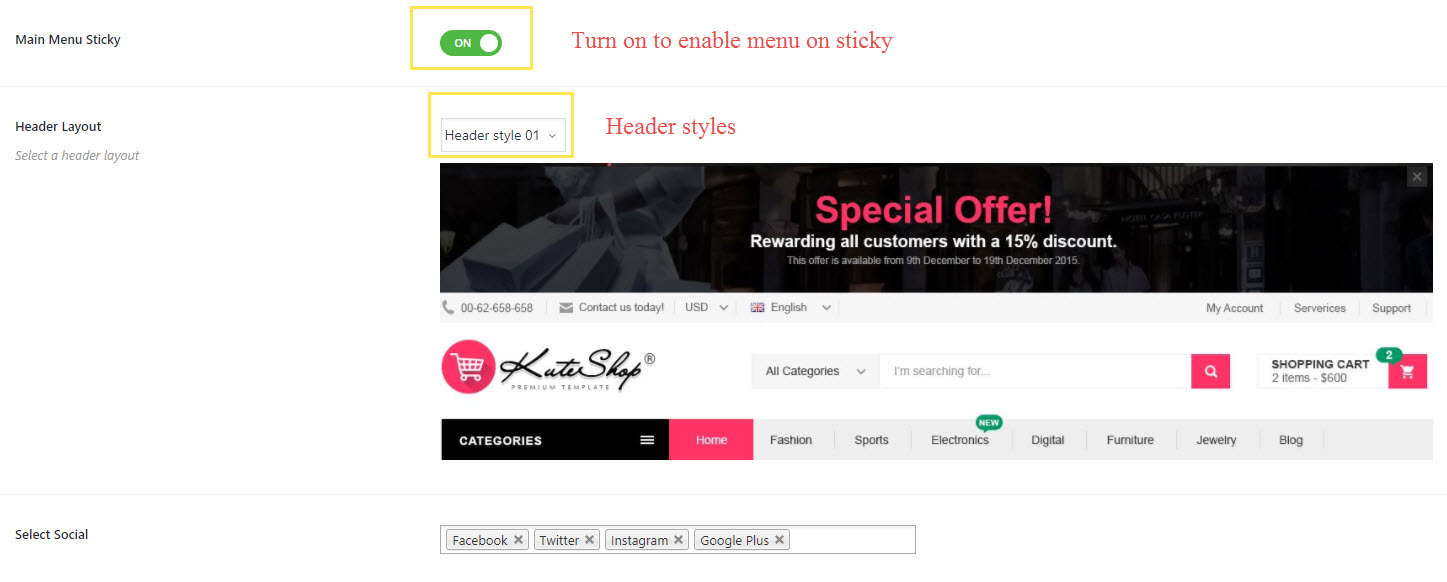 Main Menu Sticky
ON
Turn on to enable menu on sticky
Header Layout
Select a header layout
Header style 01
Header styles
Special Offer!
Rewarding all customers with a 15% discount.
This offer is available from 9th December to 19th December 2015.
00-62-658-658
Contact us today!
USD
English
My Account
Serverices
Support
KuterShop®
PREMIUM TEMPLATE
All Categories
I'm searching for...
SHOPPING CART
2 items - $600
2
CATEGORIES
Home
Fashion
Sports
Electronics
NEW
Digital
Furniture
Jewelry
Blog
Select Social
Facebook
Twitter
Instagram
Google Plus